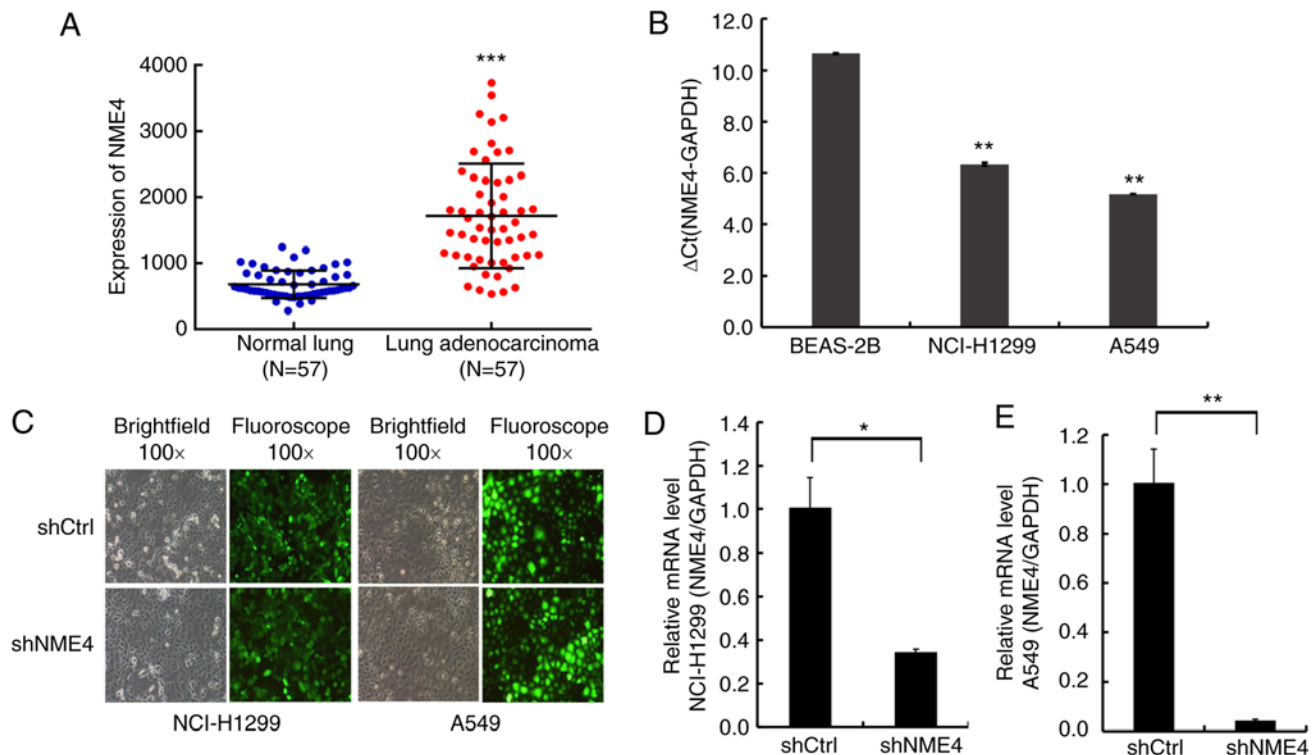 A
Expression of NME4
4000
3000
2000
1000
0
***
Normal lung
(N=57)
Lung adenocarcinoma
(N=57)
B
ΔCt(NME4-GAPDH)
12.0
10.0
8.0
6.0
4.0
2.0
0.0
**
**
BEAS-2B
NCI-H1299
A549
C
Brightfield
100×
Fluoroscope
100×
Brightfield
100×
Fluoroscope
100×
shCtrl
shNME4
NCI-H1299
A549
D
Relative mRNA level
NCI-H1299 (NME4/GAPDH)
1.4
1.2
1.0
0.8
0.6
0.4
0.2
0.0
*
shCtrl
shNME4
E
Relative mRNA level
A549 (NME4/GAPDH)
1.2
1.0
0.8
0.6
0.4
0.2
0.0
**
shCtrl
shNME4